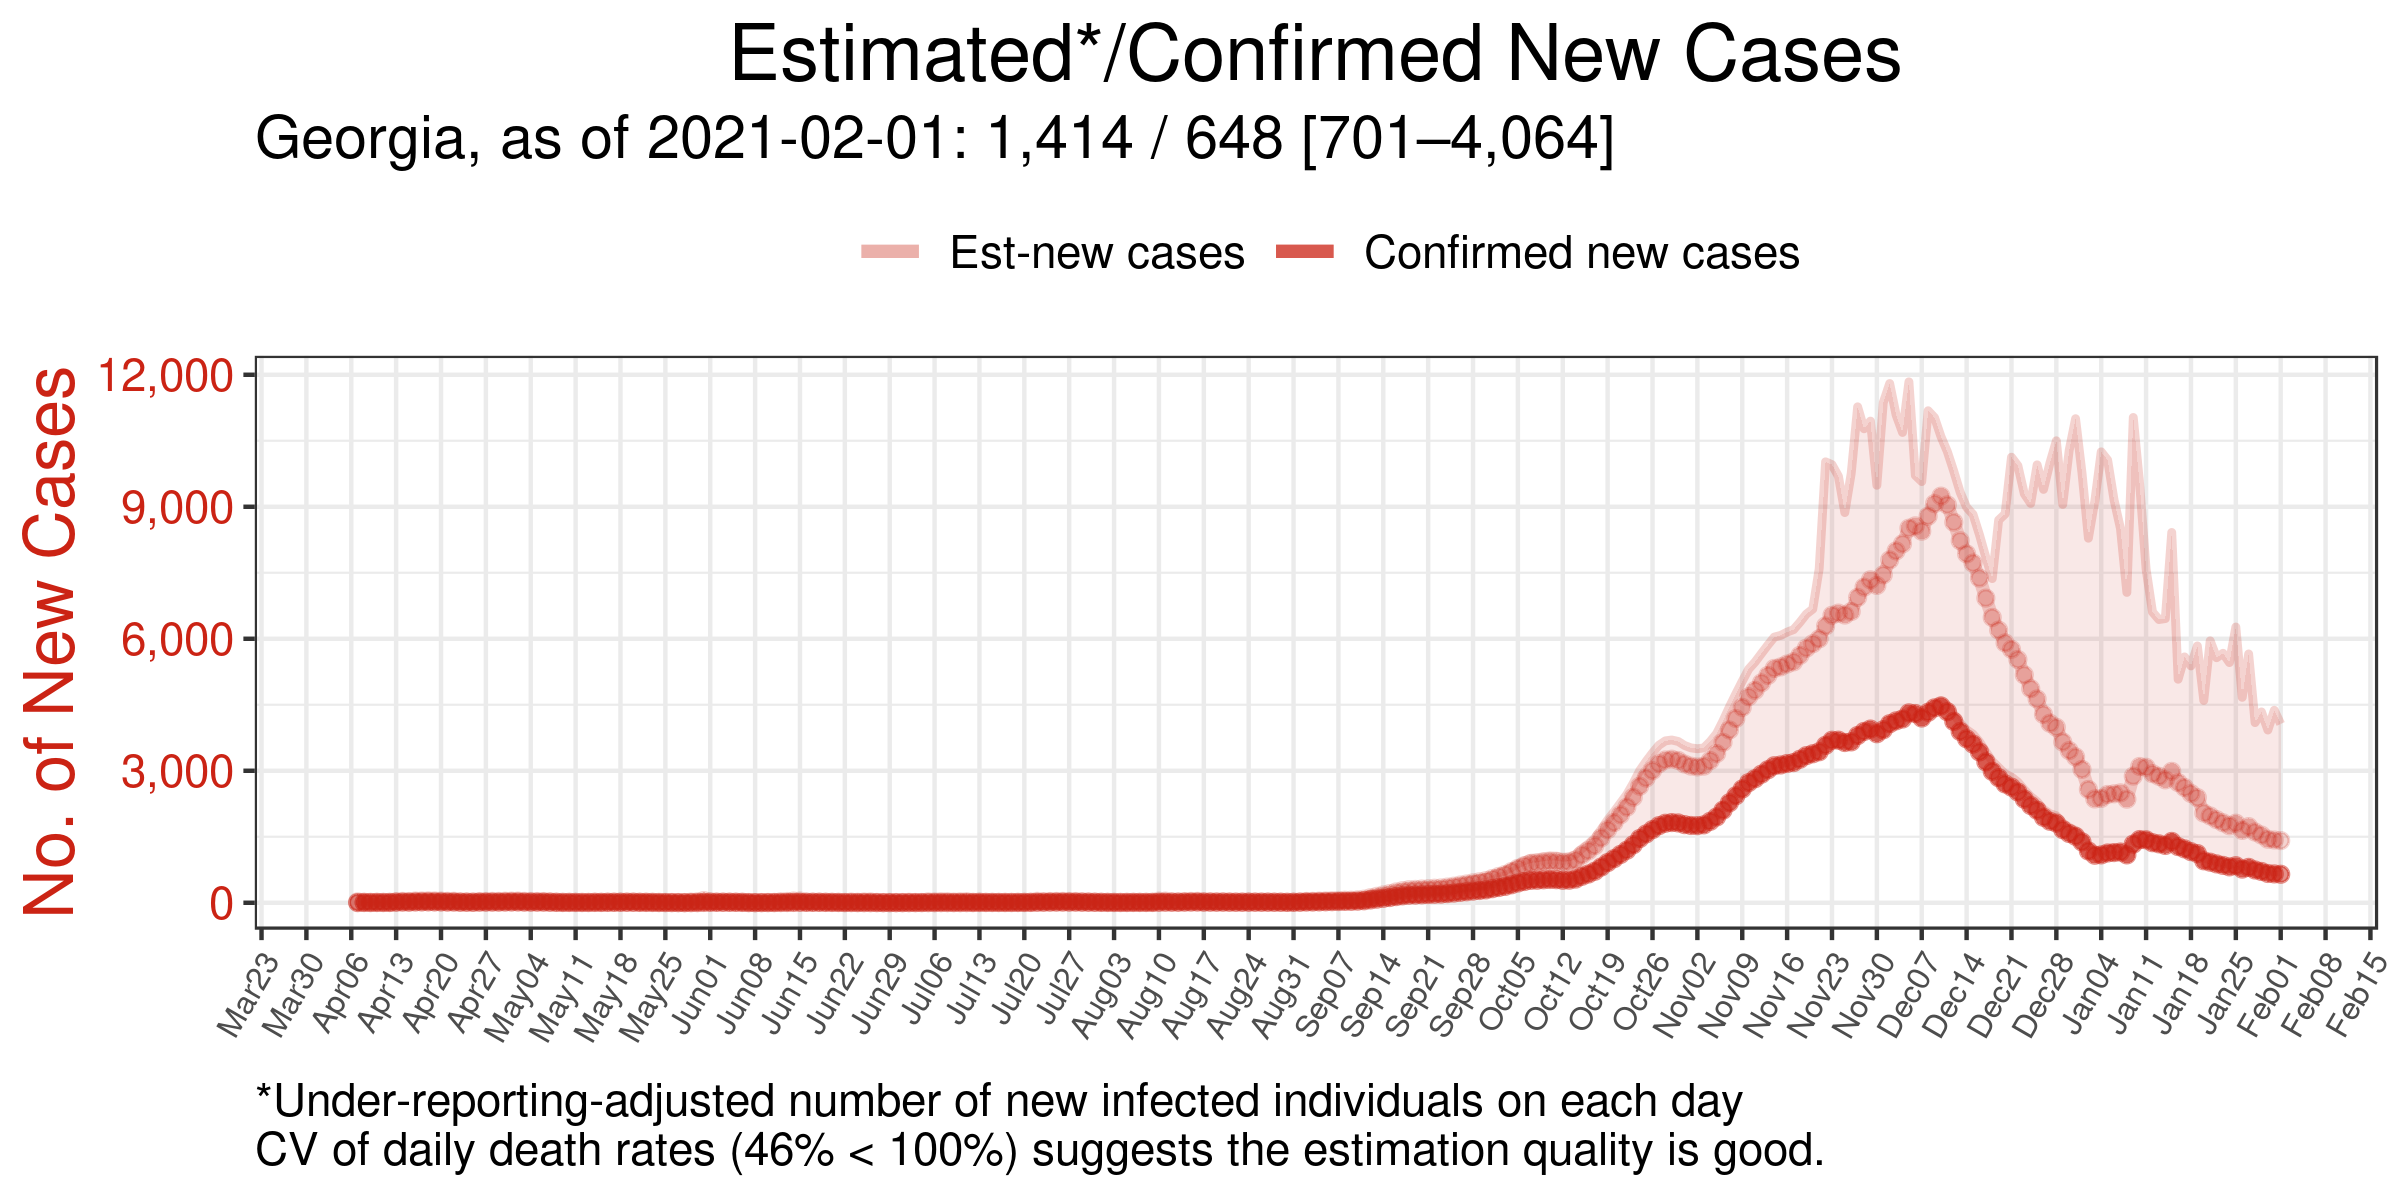 Estimated*/Confirmed New Cases
Georgia, as of 2021-02-01: 1,414 / 648 [701–4,064]
Est-new cases Confirmed new cases
No. of New Cases
12,000
9,000
6,000
3,000
0
Mar23 Mar30 Apr06 Apr13 Apr20 Apr27 May04 May11 May18 May25 Jun01 Jun08 Jun15 Jun22 Jun29 Jul06 Jul13 Jul20 Jul27 Aug03 Aug10 Aug17 Aug24 Aug31 Sep07 Sep14 Sep21 Sep28 Oct05 Oct12 Oct19 Oct26 Nov02 Nov09 Nov16 Nov23 Nov30 Dec07 Dec14 Dec21 Dec28 Jan04 Jan11 Jan18 Jan25 Feb01 Feb08 Feb15
*Under-reporting-adjusted number of new infected individuals on each day
CV of daily death rates (46% < 100%) suggests the estimation quality is good.